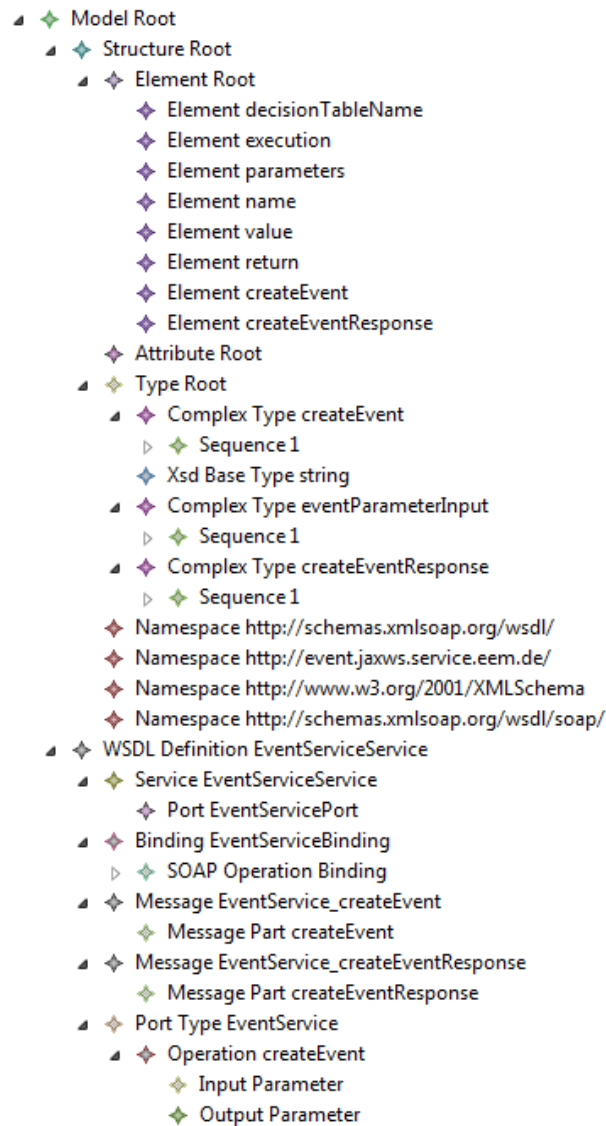 Model Root
Structure Root
Element Root
Element decisionTableName
Element execution
Element parameters
Element name
Element value
Element return
Element createEvent
Element createEventResponse
Attribute Root
Type Root
Complex Type createEvent
Sequence 1
Xsd Base Type string
Complex Type eventParameterInput
Sequence 1
Complex Type createEventResponse
Sequence 1
Namespace http://schemas.xmlsoap.org/wsdl/
Namespace http://event.jaxws.service.eem.de/
Namespace http://www.w3.org/2001/XMLSchema
Namespace http://schemas.xmlsoap.org/wsdl/soap/
WSDL Definition EventServiceService
Service EventServiceService
Port EventServicePort
Binding EventServiceBinding
SOAP Operation Binding
Message EventService_createEvent
Message Part createEvent
Message EventService_createEventResponse
Message Part createEventResponse
Port Type EventService
Operation createEvent
Input Parameter
Output Parameter